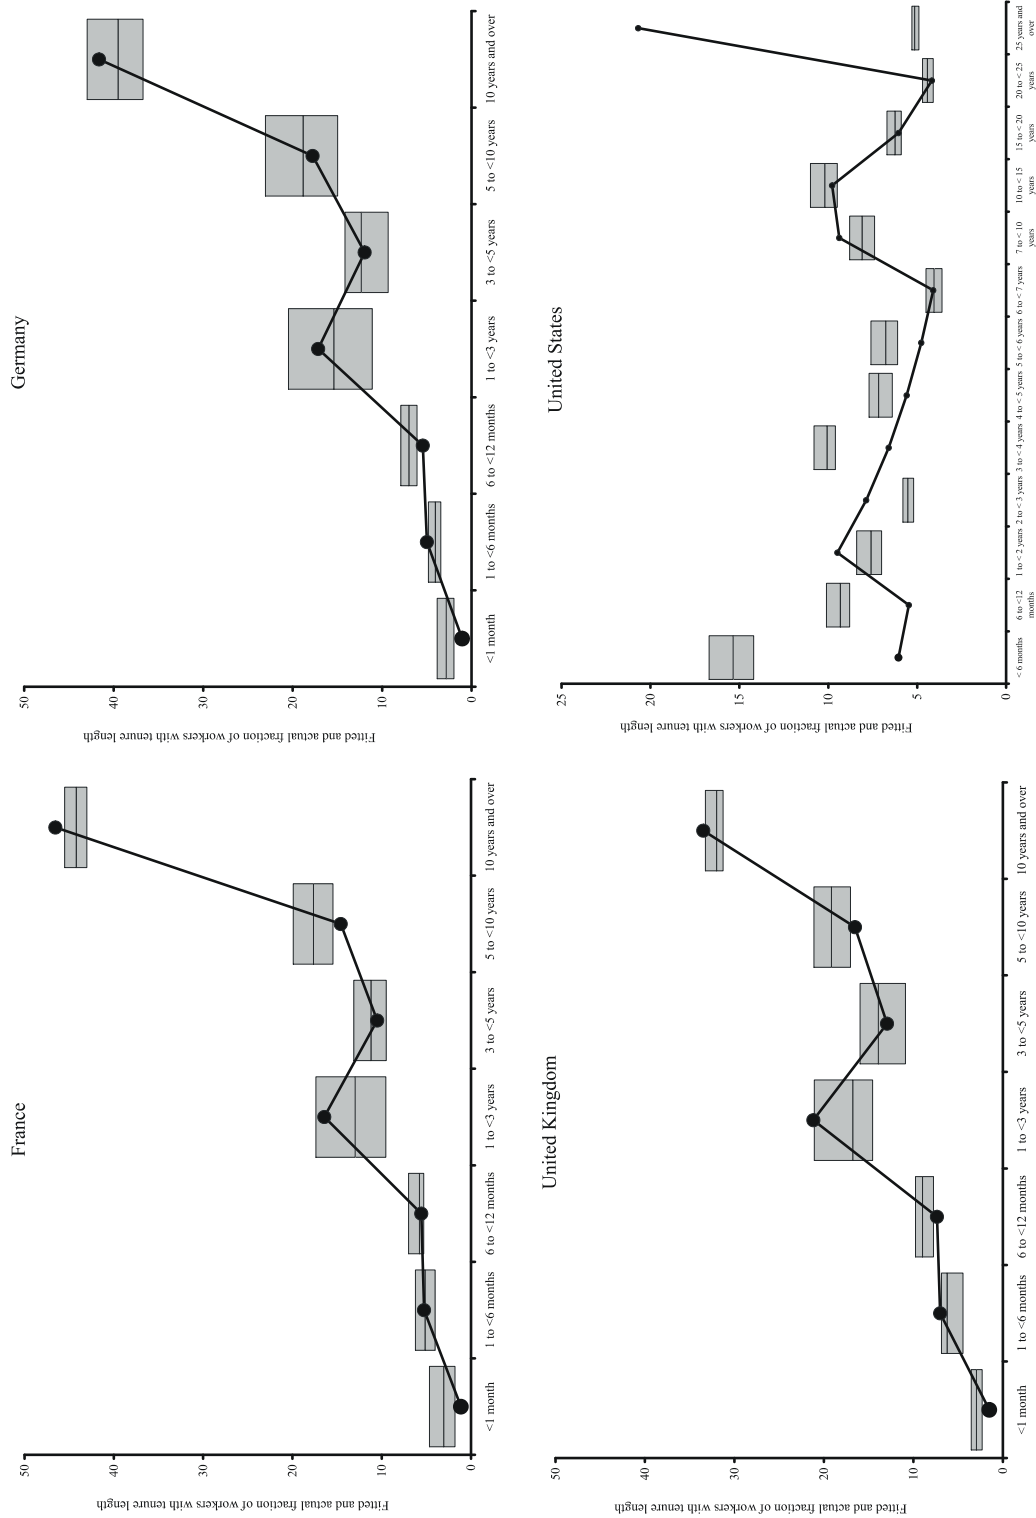 France
Fitted and actual fraction of workers with tenure length
50
40
30
20
10
0
<1 month
1 to <6 months
6 to <12 months
1 to <3 years
3 to <5 years
5 to <10 years
10 years and over
Germany
Fitted and actual fraction of workers with tenure length
50
40
30
20
10
0
<1 month
1 to <6 months
6 to <12 months
1 to <3 years
3 to <5 years
5 to <10 years
10 years and over
United Kingdom
Fitted and actual fraction of workers with tenure length
50
40
30
20
10
0
<1 month
1 to <6 months
6 to <12 months
1 to <3 years
3 to <5 years
5 to <10 years
10 years and over
United States
Fitted and actual fraction of workers with tenure length
25
20
15
10
5
0
< 6 months
6 to <12
months
1 to < 2 years
2 to < 3 years
3 to < 4 years
4 to < 5 years
5 to < 6 years
6 to < 7 years
7 to < 10
years
10 to < 15
years
15 to < 20
years
20 to < 25
years
25 years and
over